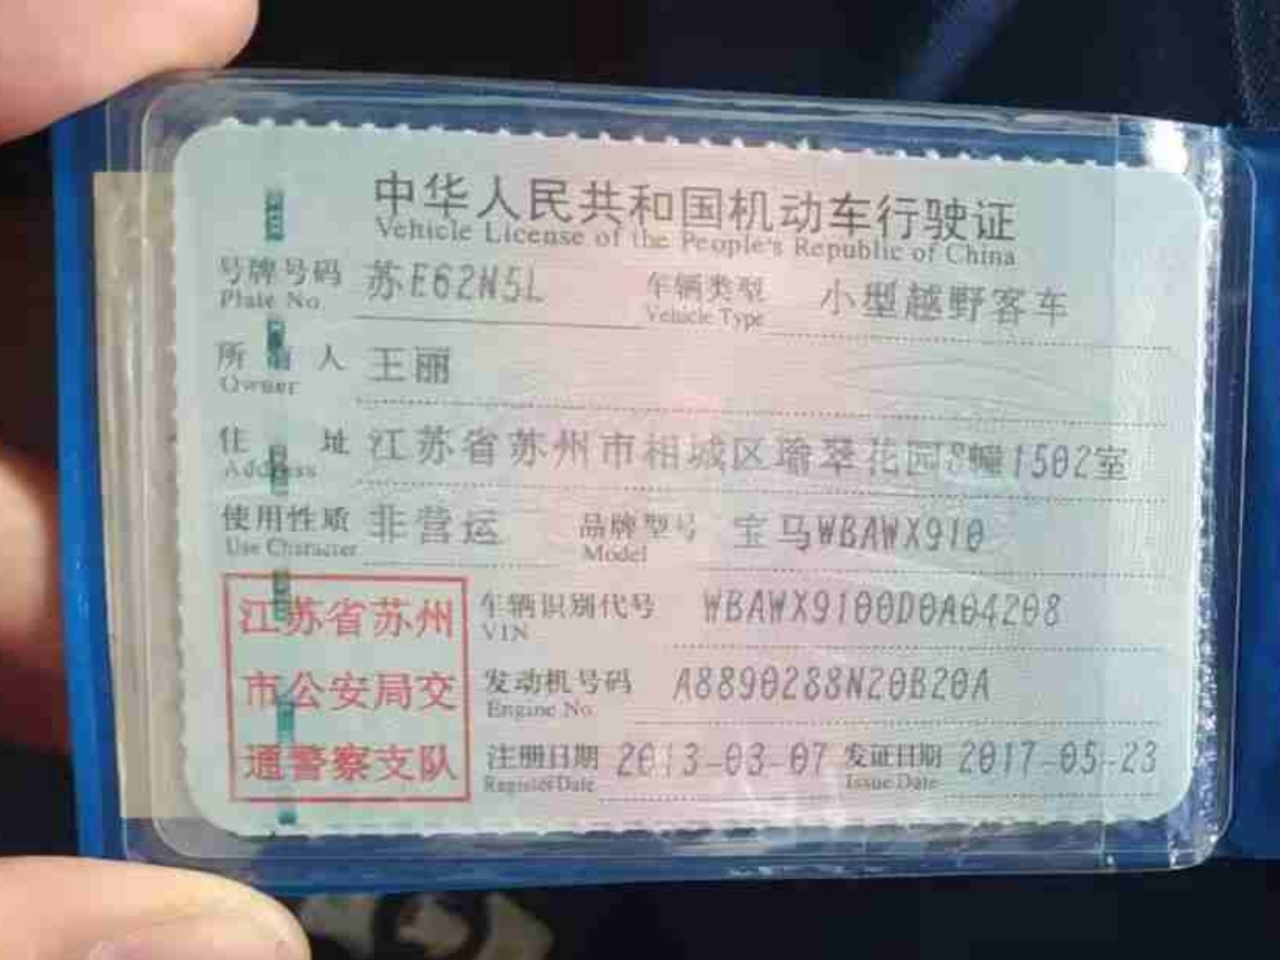 中华人民共和国机动车行驶证
Vehicle License of the People's Republic of China
号牌号码 苏E62N5L 车辆类型 小型越野客车
Plate No. Vehicle Type
所有人 王丽
Owner
住址 江苏省苏州市相城区瑜翠花园8幢1502室
Address
使用性质 非营运 品牌型号 宝马WBAWX910
Use Character Model
江苏省苏州 车辆识别代号 WBAWX9100D0A04208
VIN
市公安局交 发动机号码 A8890288N20B20A
Engine No.
通警察支队 注册日期 2013-03-07 发证日期 2017-05-23
Register Date Issue Date